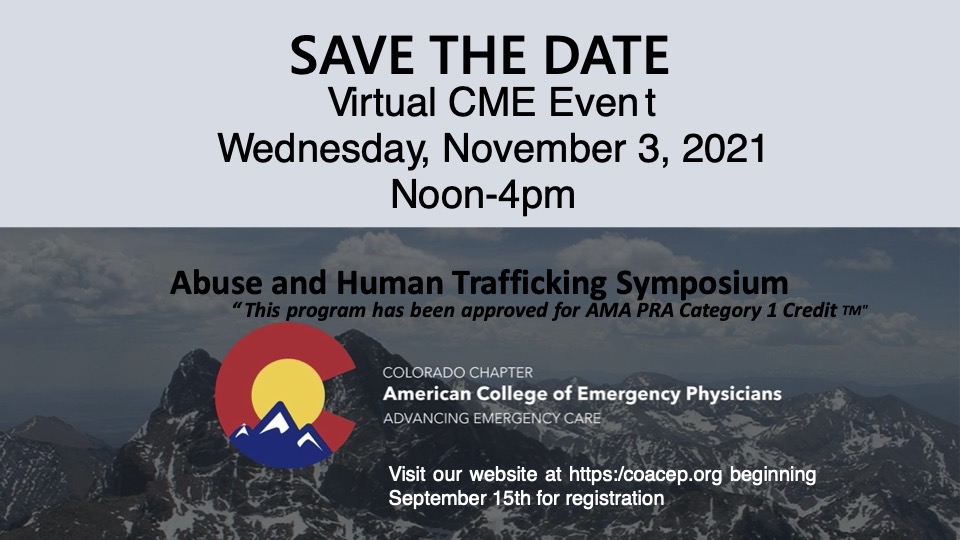 SAVE THE DATE
Virtual CME Event
Wednesday, November 3, 2021
Noon-4pm
Abuse and Human Trafficking Symposium
“This program has been approved for AMA PRA Category 1 Credit TM"
COLORADO CHAPTER
American College of Emergency Physicians
ADVANCING EMERGENCY CARE
Visit our website at https:/coacep.org beginning
September 15th for registration